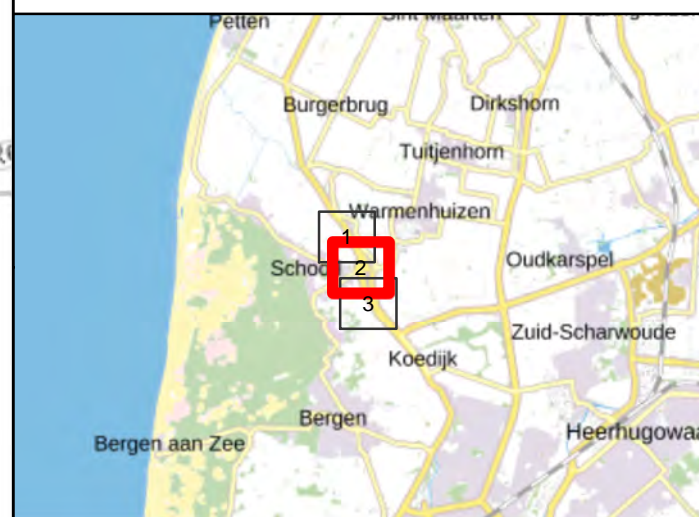 Petten
Sint Maarten
Burgerbrug
Dirkshorn
Tuitjenhorn
Warmenhuizen
1
Schoo
2
Oudkarspel
3
Zuid-Scharwoude
Koedijk
Bergen
Heerhugowaa
Bergen aan Zee